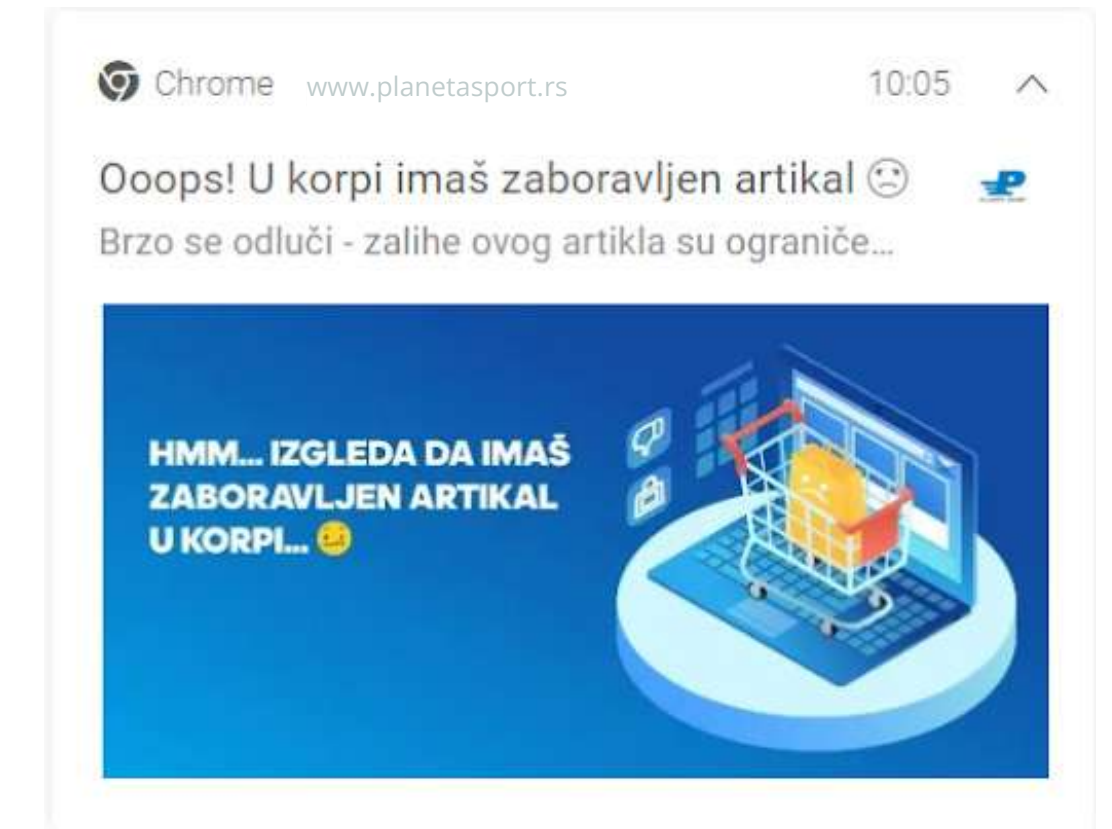 Chrome www.planetasport.rs 10:05
Ooops! U korpi imaš zaboravljen artikal ☹
Brzo se odluči - zalihe ovog artikla su ograniče...
HMM... IZGLEDA DA IMAŠ
ZABORAVLJEN ARTIKAL
U KORPI...